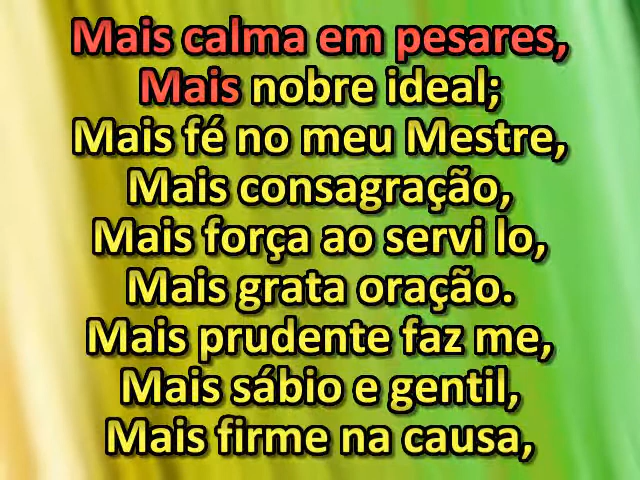 Mais calma em pesares,
Mais nobre ideal;
Mais fé no meu Mestre,
Mais consagração,
Mais força ao servi lo,
Mais grata oração.
Mais prudente faz me,
Mais sábio e gentil,
Mais firme na causa,